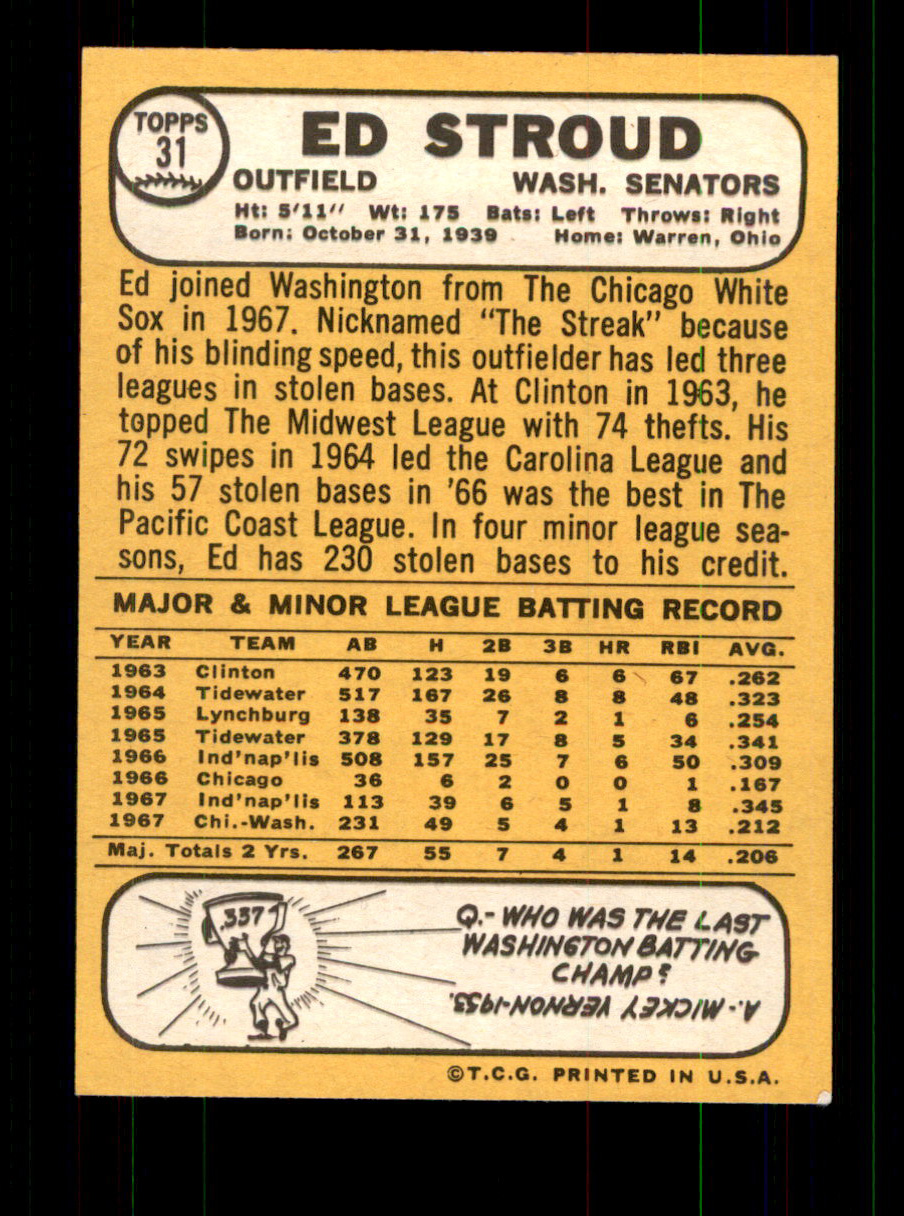 TOPPS
31
ED STROUD
OUTFIELD WASH. SENATORS
Ht: 5'11" Wt: 175 Bats: Left Throws: Right
Born: October 31, 1939 Home: Warren, Ohio
Ed joined Washington from The Chicago White
Sox in 1967. Nicknamed "The Streak" because
of his blinding speed, this outfielder has led three
leagues in stolen bases. At Clinton in 1963, he
topped The Midwest League with 74 thefts. His
72 swipes in 1964 led the Carolina League and
his 57 stolen bases in '66 was the best in The
Pacific Coast League. In four minor league sea-
sons, Ed has 230 stolen bases to his credit.
MAJOR & MINOR LEAGUE BATTING RECORD
YEAR TEAM AB H 2B 3B HR RBI AVG.
1963 Clinton 470 123 19 6 6 67 .262
1964 Tidewater 517 167 26 8 8 48 .323
1965 Lynchburg 138 35 7 2 1 6 .254
1965 Tidewater 378 129 17 8 5 34 .341
1966 Ind'nap'lis 508 157 25 7 6 50 .309
1966 Chicago 36 6 2 0 0 1 .167
1967 Ind'nap'lis 113 39 6 5 1 8 .345
1967 Chi.-Wash. 231 49 5 4 1 13 .212
Maj. Totals 2 Yrs. 267 55 7 4 1 14 .206
.337
Q.- WHO WAS THE LAST
WASHINGTON BATTING
CHAMP?
A.- MICKEY VERNON-1953.
©T.C.G. PRINTED IN U.S.A.